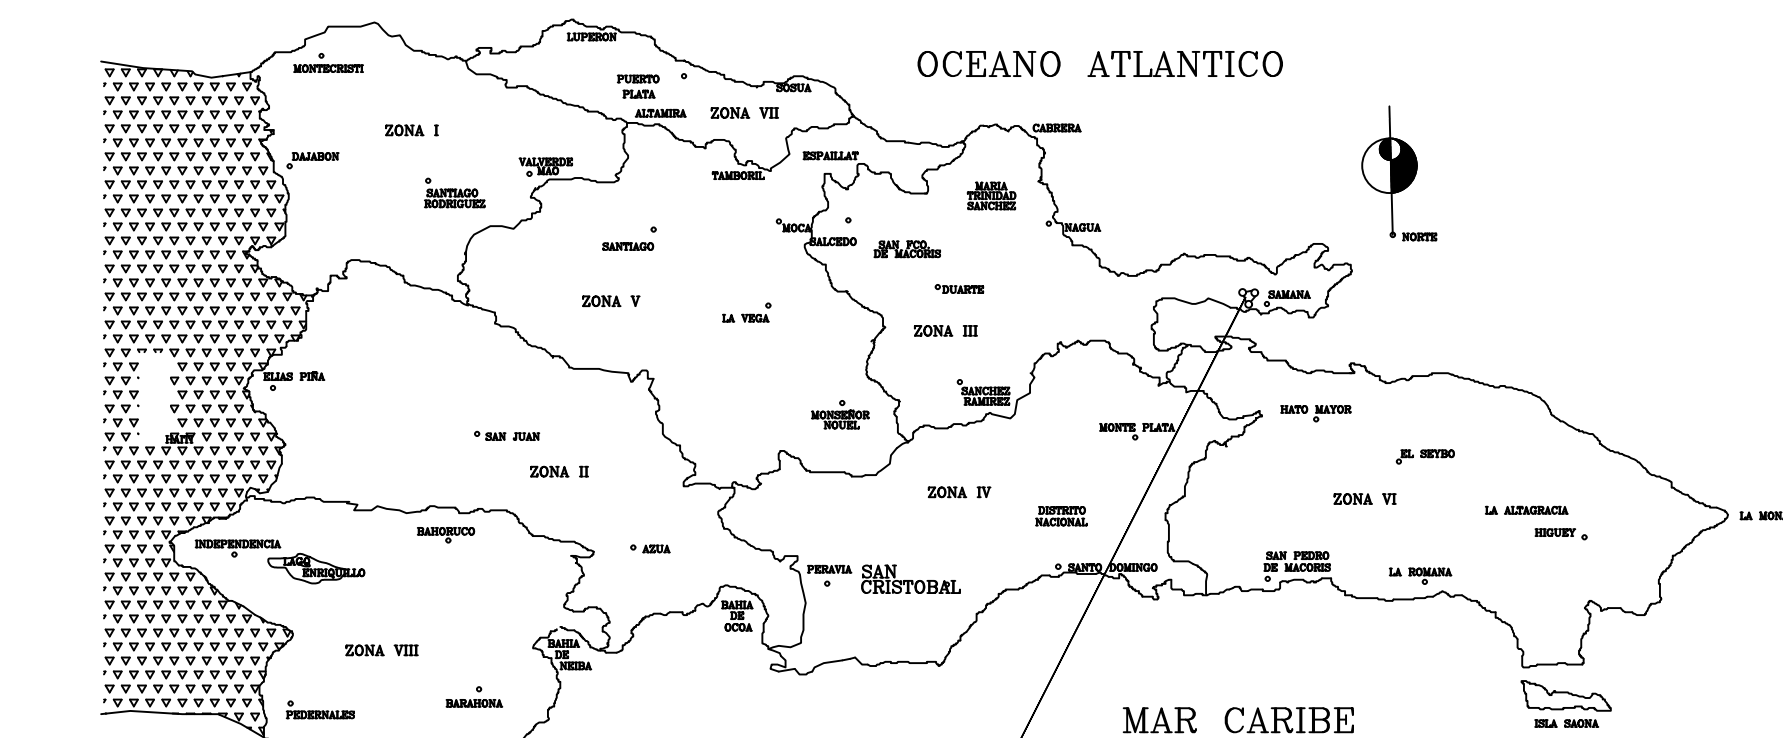 LUPERON
OCEANO ATLANTICO
MONTECRISTI
PUERTO
PLATA
SOSUA
ALTAMIRA
ZONA VII
ZONA I
CABRERA
DAJABON
VALVERDE
MAO
ESPAILLAT
TAMBORIL
SANTIAGO
RODRIGUEZ
MARIA
TRINIDAD
SANCHEZ
MOCA
NAGUA
NORTE
SANTIAGO
SALCEDO
SAN FCO.
DE MACORIS
DUARTE
SAMANA
ZONA V
LA VEGA
ZONA III
ELIAS PIÑA
SANCHEZ
RAMIREZ
MONSEÑOR
NOUEL
HATO MAYOR
MONTE PLATA
HAITI
SAN JUAN
EL SEYBO
ZONA II
ZONA IV
ZONA VI
DISTRITO
NACIONAL
LA ALTAGRACIA
LA MON
BAHORUCO
HIGUEY
INDEPENDENCIA
AZUA
LAGO
ENRIQUILLO
SAN PEDRO
DE MACORIS
PERAVIA
SAN
CRISTOBAL
SANTO DOMINGO
LA ROMANA
BAHIA
DE
OCOA
ZONA VIII
BAHIA
DE
NEIBA
BARAHONA
PEDERNALES
MAR CARIBE
ISLA SAONA